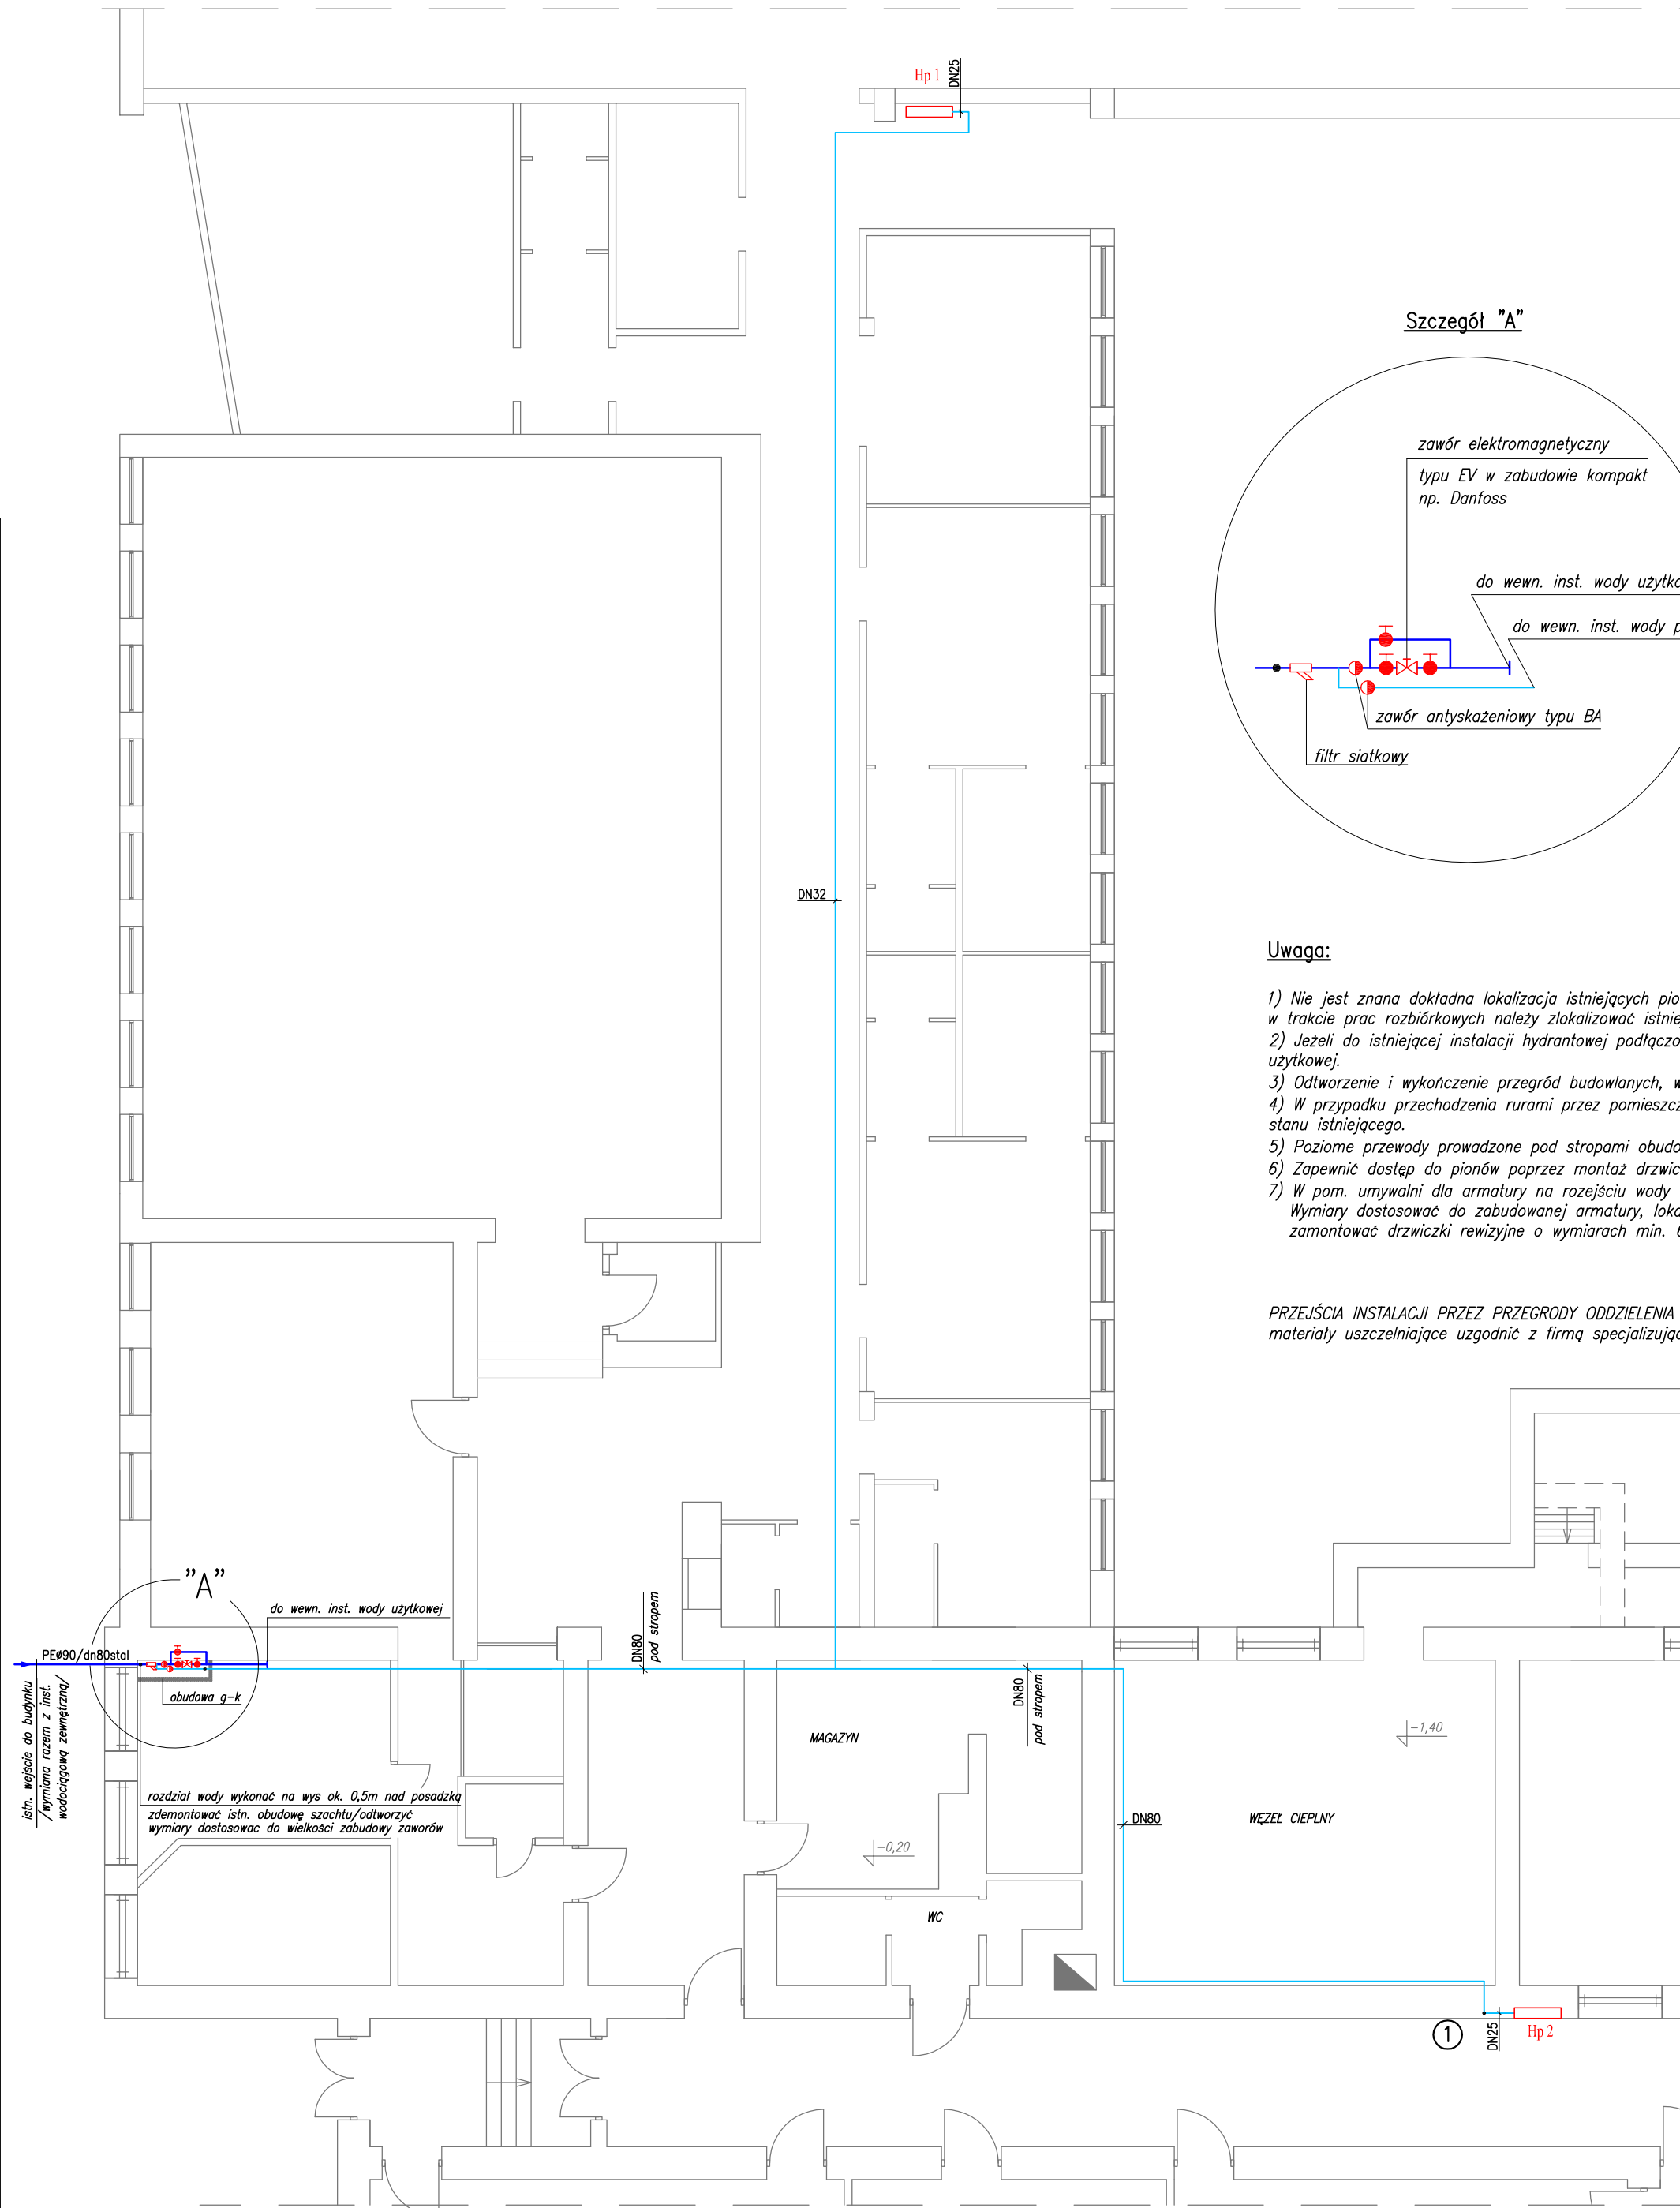 Hp 1
DN25
Szczegół "A"
zawór elektromagnetyczny
typu EV w zabudowie kompakt
np. Danfoss
do wewn. inst. wody użytko
do wewn. inst. wody p
zawór antyskażeniowy typu BA
filtr siatkowy
DN32
Uwaga:
1) Nie jest znana dokładna lokalizacja istniejących pio
w trakcie prac rozbiórkowych należy zlokalizować istnie
2) Jeżeli do istniejącej instalacji hydrantowej podłączo
użytkowej.
3) Odtworzenie i wykończenie przegród budowlanych, w
4) W przypadku przechodzenia rurami przez pomieszcz
stanu istniejącego.
5) Poziome przewody prowadzone pod stropami obudo
6) Zapewnić dostęp do pionów poprzez montaż drzwic
7) W pom. umywalni dla armatury na rozejściu wody
Wymiary dostosować do zabudowanej armatury, loka
zamontować drzwiczki rewizyjne o wymiarach min. 6
PRZEJŚCIA INSTALACJI PRZEZ PRZEGRODY ODDZIELENIA
materiały uszczelniające uzgodnić z firmą specjalizując
"A"
do wewn. inst. wody użytkowej
PEø90/dn80stal
obudowa g-k
istn. wejście do budynku
/wymiana razem z inst.
wodociągową zewnętrzną/
rozdział wody wykonać na wys ok. 0,5m nad posadzką
zdemontować istn. obudowę szachtu/odtworzyć
wymiary dostosowac do wielkości zabudowy zaworów
DN80
pod stropem
DN80
pod stropem
MAGAZYN
-0,20
WC
-1,40
DN80
WĘZEŁ CIEPLNY
1
DN25
Hp 2